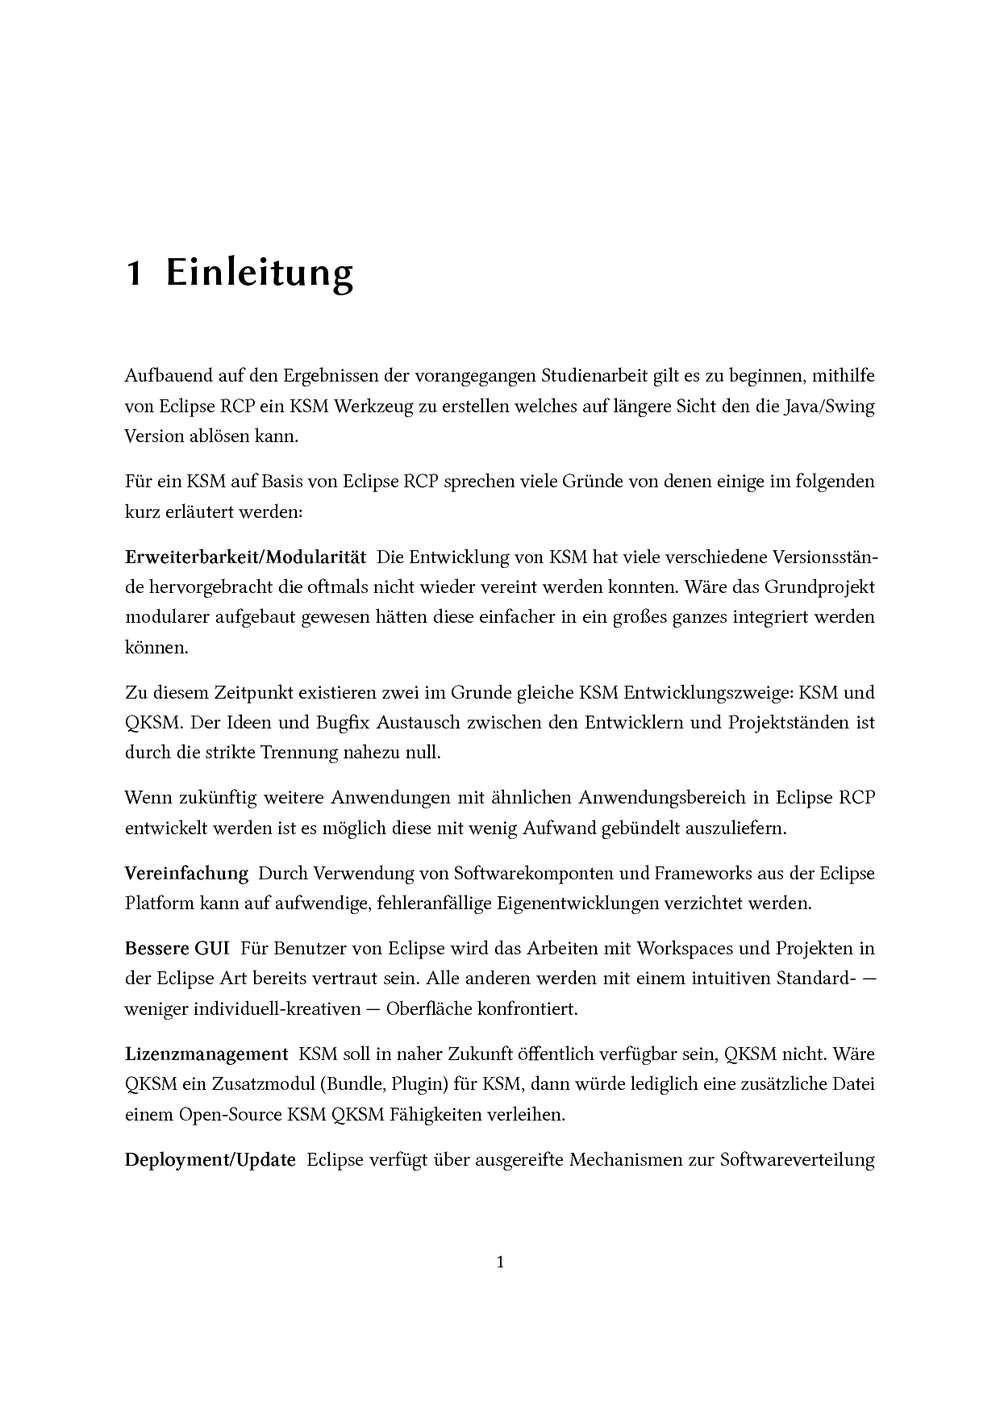 1 Einleitung
Aufbauend auf den Ergebnissen der vorangegangen Studienarbeit gilt es zu beginnen, mithilfe
von Eclipse RCP ein KSM Werkzeug zu erstellen welches auf längere Sicht den die Java/Swing
Version ablösen kann.
Für ein KSM auf Basis von Eclipse RCP sprechen viele Gründe von denen einige im folgenden
kurz erläutert werden:
Erweiterbarkeit/Modularität Die Entwicklung von KSM hat viele verschiedene Versionsstän-
de hervorgebracht die oftmals nicht wieder vereint werden konnten. Wäre das Grundprojekt
modularer aufgebaut gewesen hätten diese einfacher in ein großes ganzes integriert werden
können.
Zu diesem Zeitpunkt existieren zwei im Grunde gleiche KSM Entwicklungszweige: KSM und
QKSM. Der Ideen und Bugfix Austausch zwischen den Entwicklern und Projektständen ist
durch die strikte Trennung nahezu null.
Wenn zukünftig weitere Anwendungen mit ähnlichen Anwendungsbereich in Eclipse RCP
entwickelt werden ist es möglich diese mit wenig Aufwand gebündelt auszuliefern.
Vereinfachung Durch Verwendung von Softwarekomponten und Frameworks aus der Eclipse
Platform kann auf aufwendige, fehleranfällige Eigenentwicklungen verzichtet werden.
Bessere GUI Für Benutzer von Eclipse wird das Arbeiten mit Workspaces und Projekten in
der Eclipse Art bereits vertraut sein. Alle anderen werden mit einem intuitiven Standard- —
weniger individuell-kreativen — Oberfläche konfrontiert.
Lizenzmanagement KSM soll in naher Zukunft öffentlich verfügbar sein, QKSM nicht. Wäre
QKSM ein Zusatzmodul (Bundle, Plugin) für KSM, dann würde lediglich eine zusätzliche Datei
einem Open-Source KSM QKSM Fähigkeiten verleihen.
Deployment/Update Eclipse verfügt über ausgereifte Mechanismen zur Softwareverteilung
1